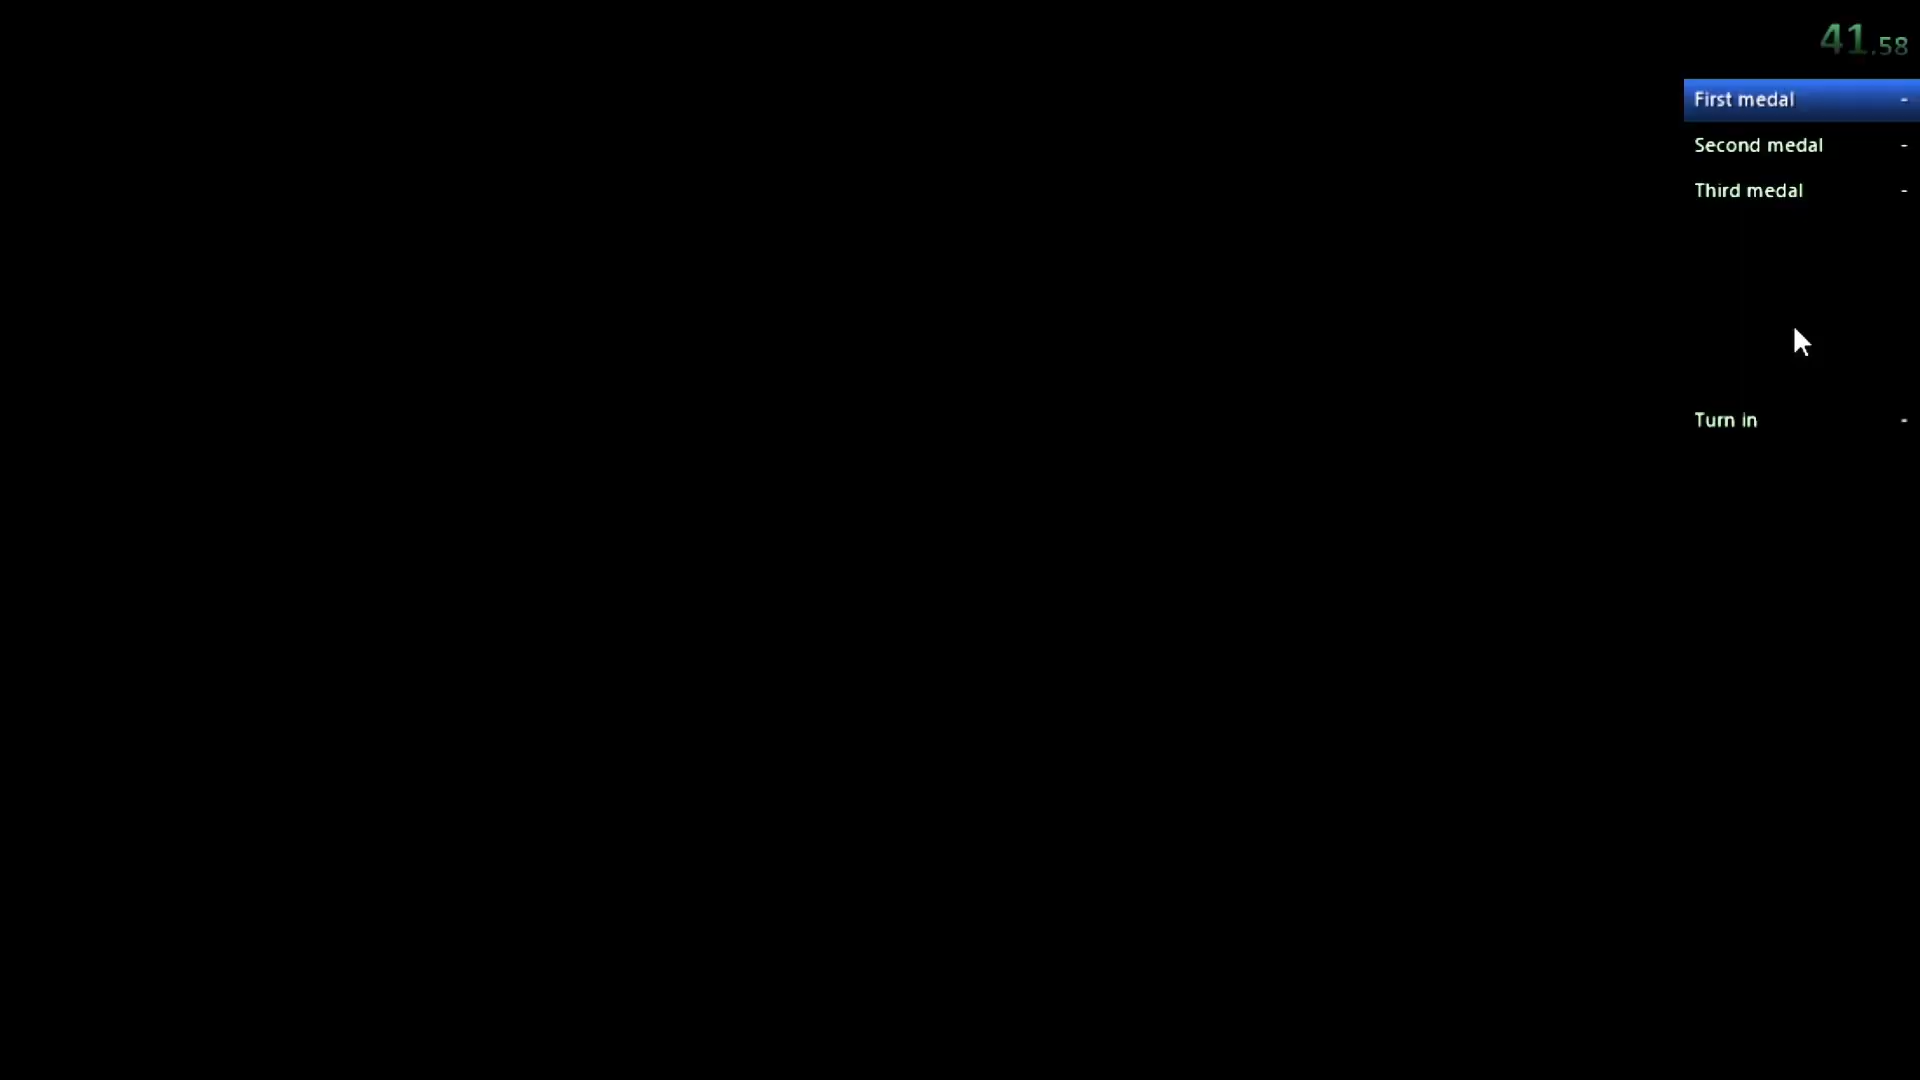 41.58
First medal -
Second medal -
Third medal -
Turn in -